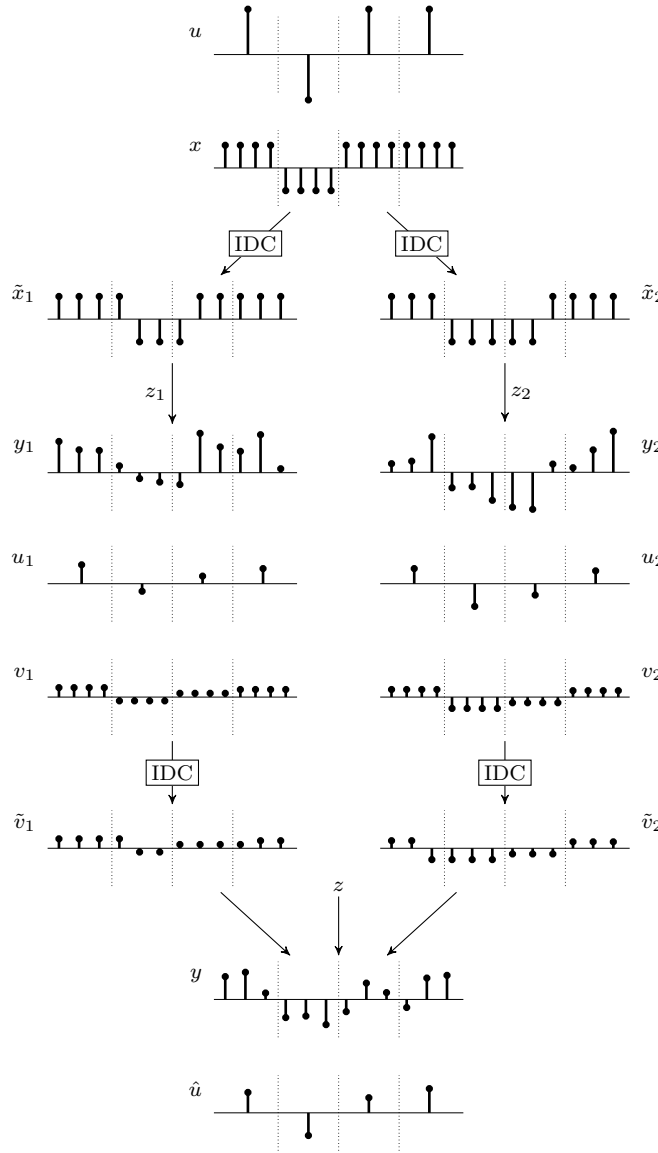 u
x
IDC IDC
x̃₁ x̃₂
z₁ z₂
y₁ y₂
u₁ u₂
v₁ v₂
IDC IDC
ṽ₁ ṽ₂
z
y
û